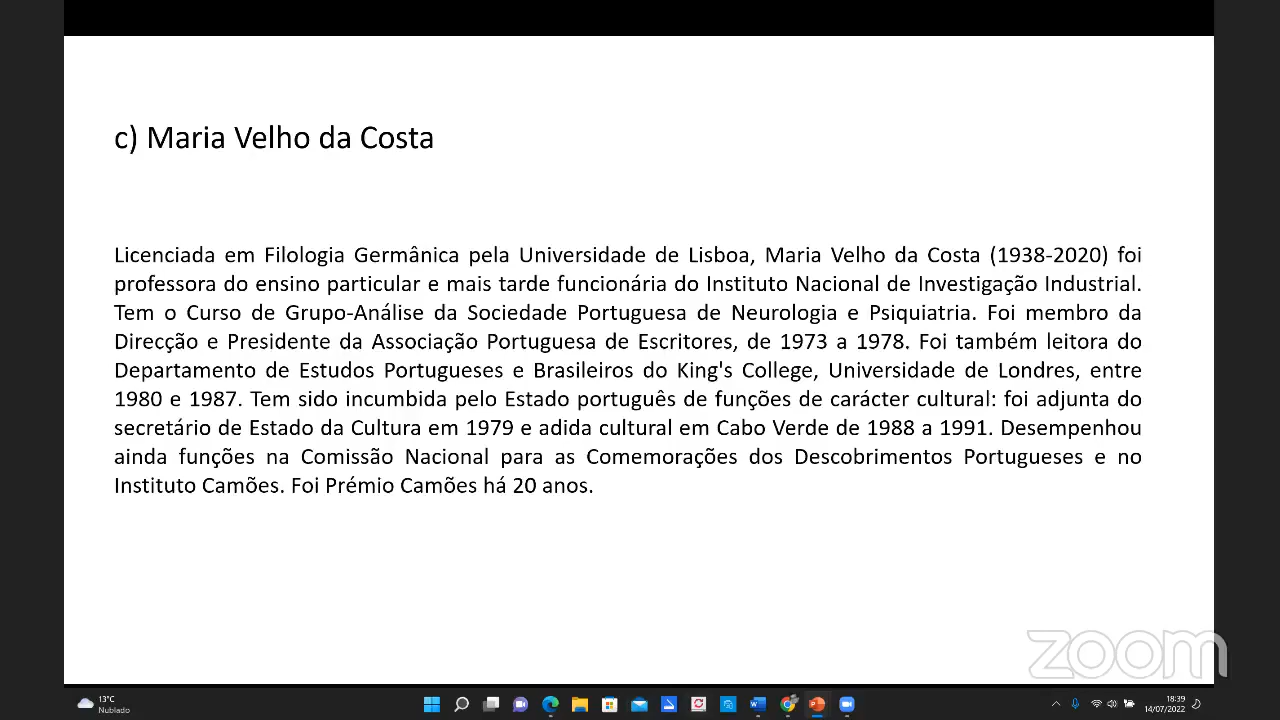 c) Maria Velho da Costa
Licenciada em Filologia Germânica pela Universidade de Lisboa, Maria Velho da Costa (1938-2020) foi
professora do ensino particular e mais tarde funcionária do Instituto Nacional de Investigação Industrial.
Tem o Curso de Grupo-Análise da Sociedade Portuguesa de Neurologia e Psiquiatria. Foi membro da
Direcção e Presidente da Associação Portuguesa de Escritores, de 1973 a 1978. Foi também leitora do
Departamento de Estudos Portugueses e Brasileiros do King's College, Universidade de Londres, entre
1980 e 1987. Tem sido incumbida pelo Estado português de funções de carácter cultural: foi adjunta do
secretário de Estado da Cultura em 1979 e adida cultural em Cabo Verde de 1988 a 1991. Desempenhou
ainda funções na Comissão Nacional para as Comemorações dos Descobrimentos Portugueses e no
Instituto Camões. Foi Prémio Camões há 20 anos.
zoom
13°C
Nublado
18:39
14/07/2022